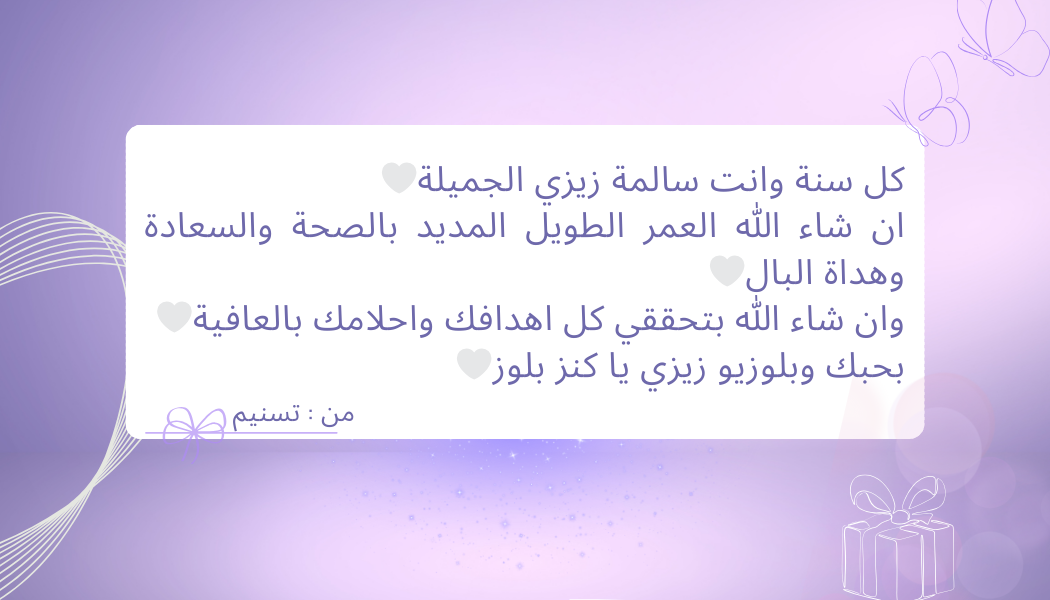 كل سنة وانت سالمة زيزي الجميلة🤍
ان شاء الله العمر الطويل المديد بالصحة والسعادة
وهداة البال🤍
وان شاء الله بتحققي كل اهدافك واحلامك بالعافية🤍
بحبك وبلوزيو زيزي يا كنز بلوز🤍
من : تسنيم